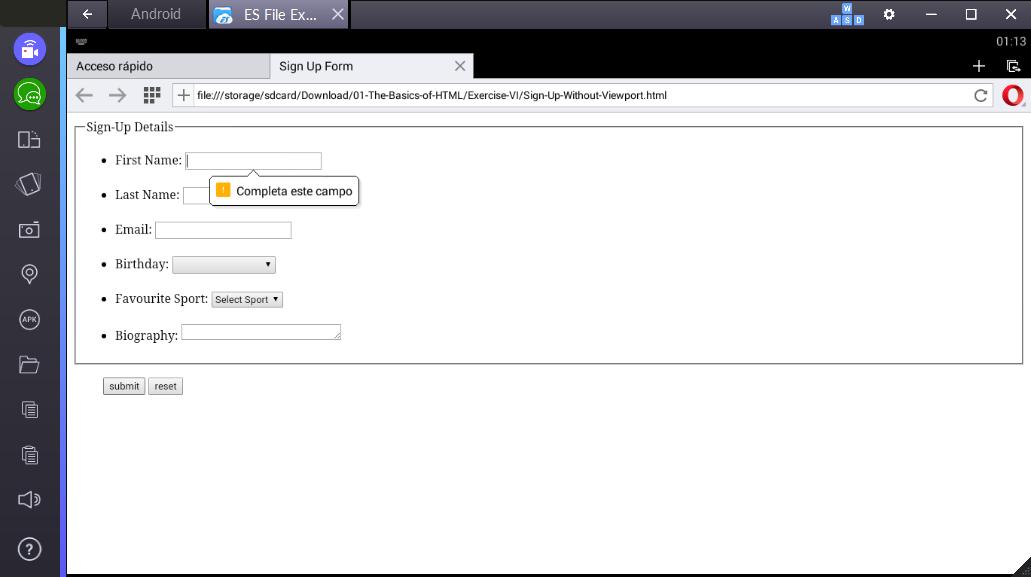 Android
ES File Ex...
W
A S D
01:13
Acceso rápido
Sign Up Form
file:///storage/sdcard/Download/01-The-Basics-of-HTML/Exercise-VI/Sign-Up-Without-Viewport.html
Sign-Up Details
First Name:
Completa este campo
Last Name:
Email:
Birthday:
Favourite Sport: Select Sport
Biography:
submit reset
APK